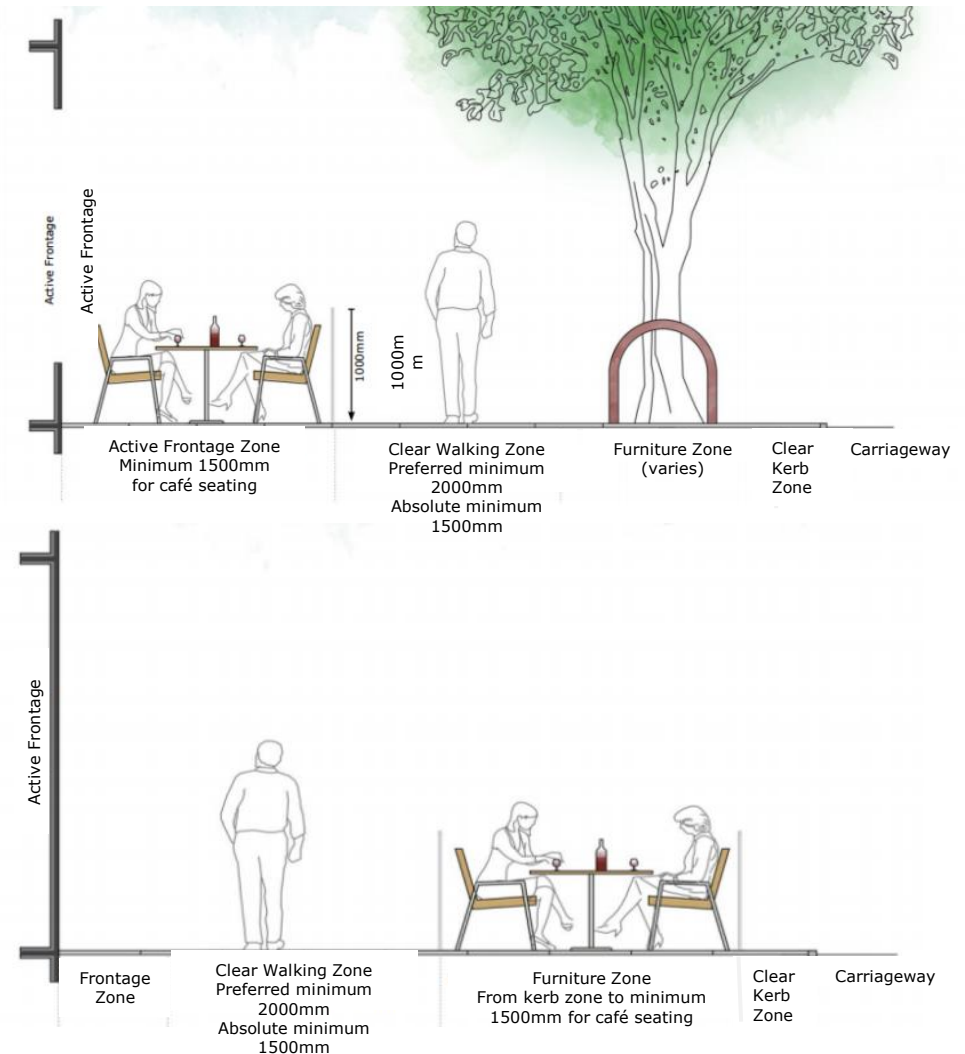 Active Frontage
Active Frontage
1000mm
1000m
m
Active Frontage Zone
Minimum 1500mm
for café seating
Clear Walking Zone
Preferred minimum
2000mm
Absolute minimum
1500mm
Furniture Zone
(varies)
Clear
Kerb
Zone
Carriageway
Active Frontage
Frontage
Zone
Clear Walking Zone
Preferred minimum
2000mm
Absolute minimum
1500mm
Furniture Zone
From kerb zone to minimum
1500mm for café seating
Clear
Kerb
Zone
Carriageway